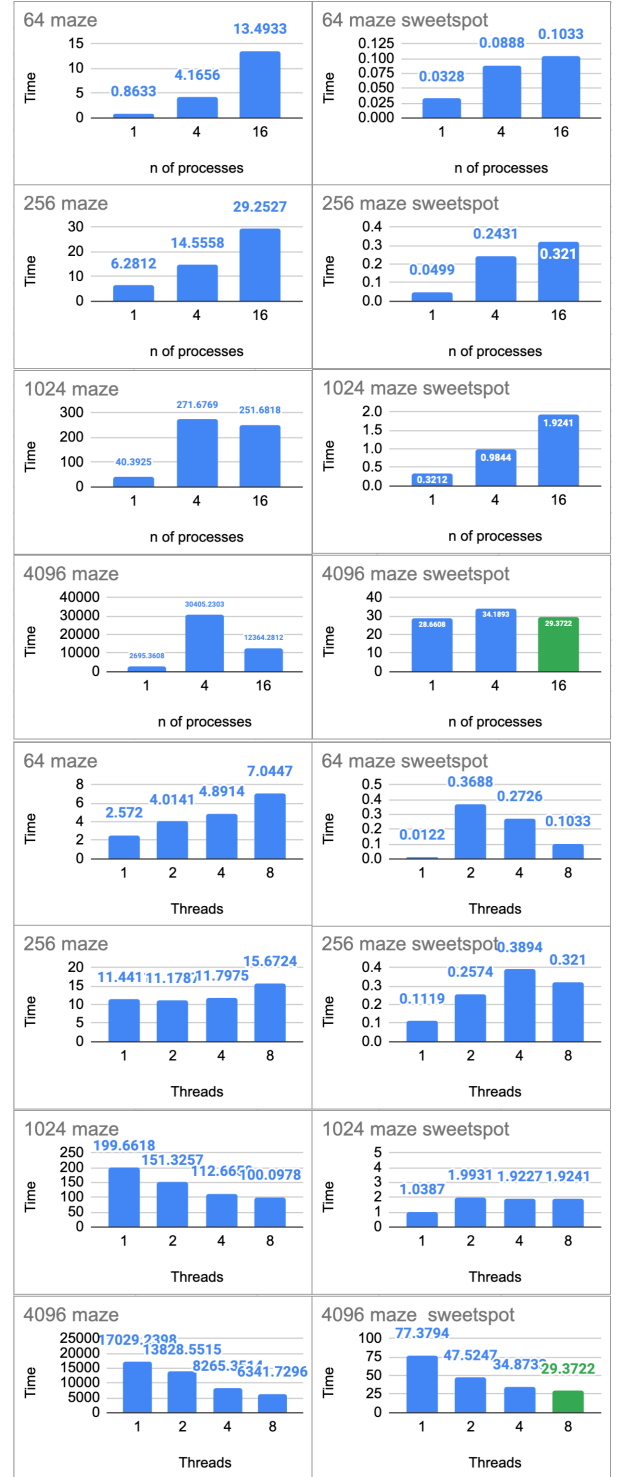 64 maze
13.4933
15
4.1656
10
0.8633
5
0
Time
1 4 16
n of processes
64 maze sweetspot
0.1033
0.125
0.0888
0.100
0.0328
0.075
0.050
0.025
0.000
Time
1 4 16
n of processes
256 maze
29.2527
30
14.5558
20
6.2812
10
0
Time
1 4 16
n of processes
256 maze sweetspot
0.4
0.2431
0.3
0.321
0.0499
0.2
0.1
0.0
Time
1 4 16
n of processes
1024 maze
271.6769
251.6818
300
200
40.3925
100
0
Time
1 4 16
n of processes
1024 maze sweetspot
2.0
1.9241
1.5
1.0
0.9844
0.5
0.3212
0.0
Time
1 4 16
n of processes
4096 maze
40000
30405.2303
30000
20000
12364.2812
10000
2695.3608
0
Time
1 4 16
n of processes
4096 maze sweetspot
40
34.1893
30
28.6608
29.3722
20
10
0
Time
1 4 16
n of processes
64 maze
7.0447
8
4.8914
4.0141
6
2.572
4
2
0
Time
1 2 4 8
Threads
64 maze sweetspot
0.3688
0.5
0.2726
0.4
0.1033
0.3
0.0122
0.2
0.1
0.0
Time
1 2 4 8
Threads
256 maze
15.6724
20
11.441 11.1787 11.7975
15
10
5
0
Time
1 2 4 8
Threads
256 maze sweetspot
0.3894
0.321
0.4
0.2574
0.3
0.1119
0.2
0.1
0.0
Time
1 2 4 8
Threads
1024 maze
199.6618
250
151.3257
200
100.0978
150
100
50
0
Time
1 2 4 8
Threads
1024 maze sweetspot
5
4
1.9931 1.9227 1.9241
3
1.0387
2
1
0
Time
1 2 4 8
Threads
4096 maze
17029.2398
25000
13828.5515
20000
6341.7296
15000
10000
5000
0
Time
1 2 4 8
Threads
4096 maze sweetspot
77.3794
100
47.5247
75
29.3722
50
25
0
Time
1 2 4 8
Threads